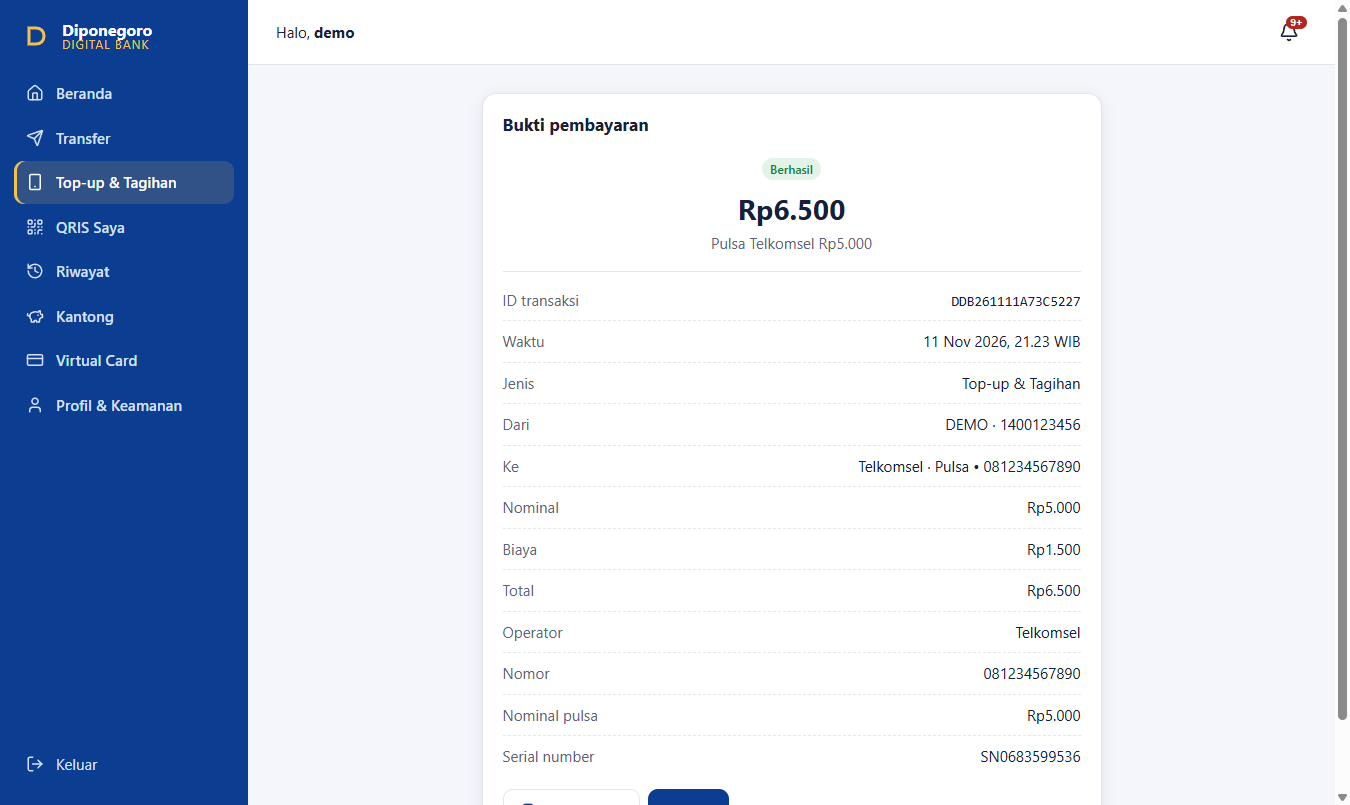 Diponegoro
DIGITAL BANK
Beranda
Transfer
Top-up & Tagihan
QRIS Saya
Riwayat
Kantong
Virtual Card
Profil & Keamanan
Keluar
Halo, demo
9+
Bukti pembayaran
Berhasil
Rp6.500
Pulsa Telkomsel Rp5.000
ID transaksi DDB261111A73C5227
Waktu 11 Nov 2026, 21.23 WIB
Jenis Top-up & Tagihan
Dari DEMO · 1400123456
Ke Telkomsel · Pulsa • 081234567890
Nominal Rp5.000
Biaya Rp1.500
Total Rp6.500
Operator Telkomsel
Nomor 081234567890
Nominal pulsa Rp5.000
Serial number SN0683599536